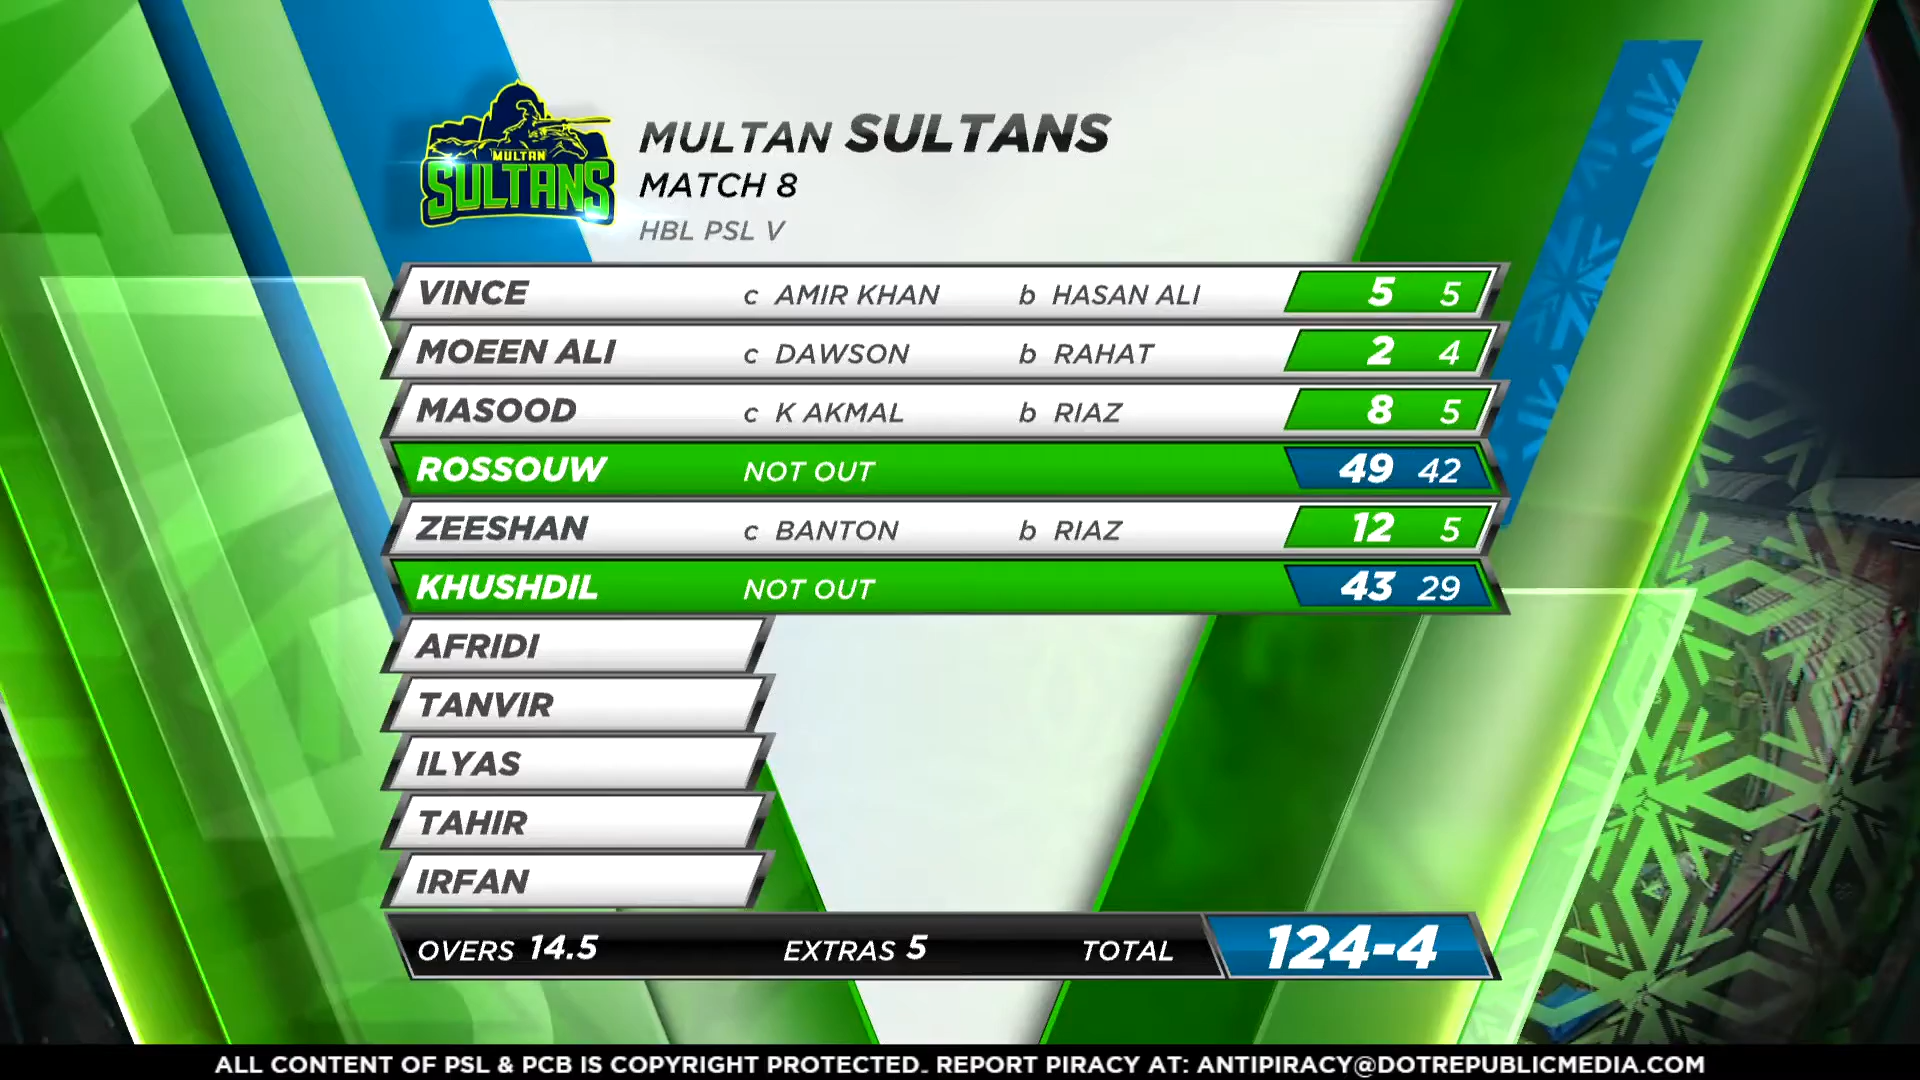 MULTAN
SULTANS
MULTAN SULTANS
MATCH 8
HBL PSL V
VINCE c AMIR KHAN b HASAN ALI 5 5
MOEEN ALI c DAWSON b RAHAT 2 4
MASOOD c K AKMAL b RIAZ 8 5
ROSSOUW NOT OUT 49 42
ZEESHAN c BANTON b RIAZ 12 5
KHUSHDIL NOT OUT 43 29
AFRIDI
TANVIR
ILYAS
TAHIR
IRFAN
OVERS 14.5 EXTRAS 5 TOTAL 124-4
ALL CONTENT OF PSL & PCB IS COPYRIGHT PROTECTED. REPORT PIRACY AT: ANTIPIRACY@DOTREPUBLICMEDIA.COM